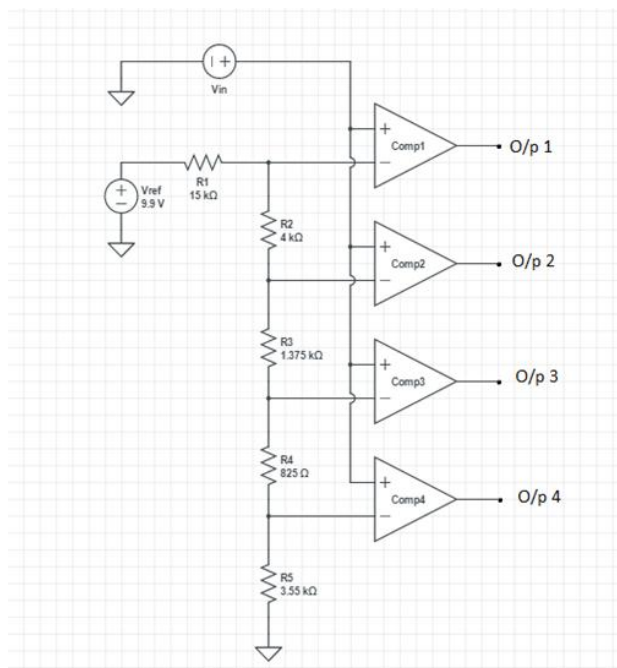 Vin
+
-
Comp1
O/p 1
Vref
9.9 V
R1
15 kΩ
R2
4 kΩ
Comp2
O/p 2
R3
1.375 kΩ
Comp3
O/p 3
R4
825 Ω
Comp4
O/p 4
R5
3.55 kΩ